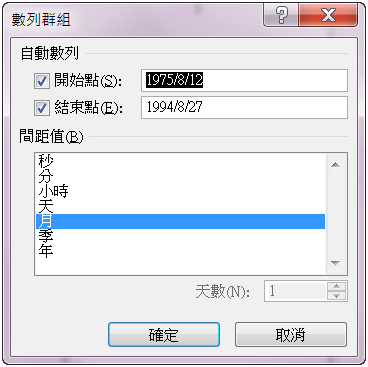 數列群組
自動數列
開始點(S): 1975/8/12
結束點(E): 1994/8/27
間距值(B)
秒
分
小時
天
月
季
年
天數(N): 1
確定 取消